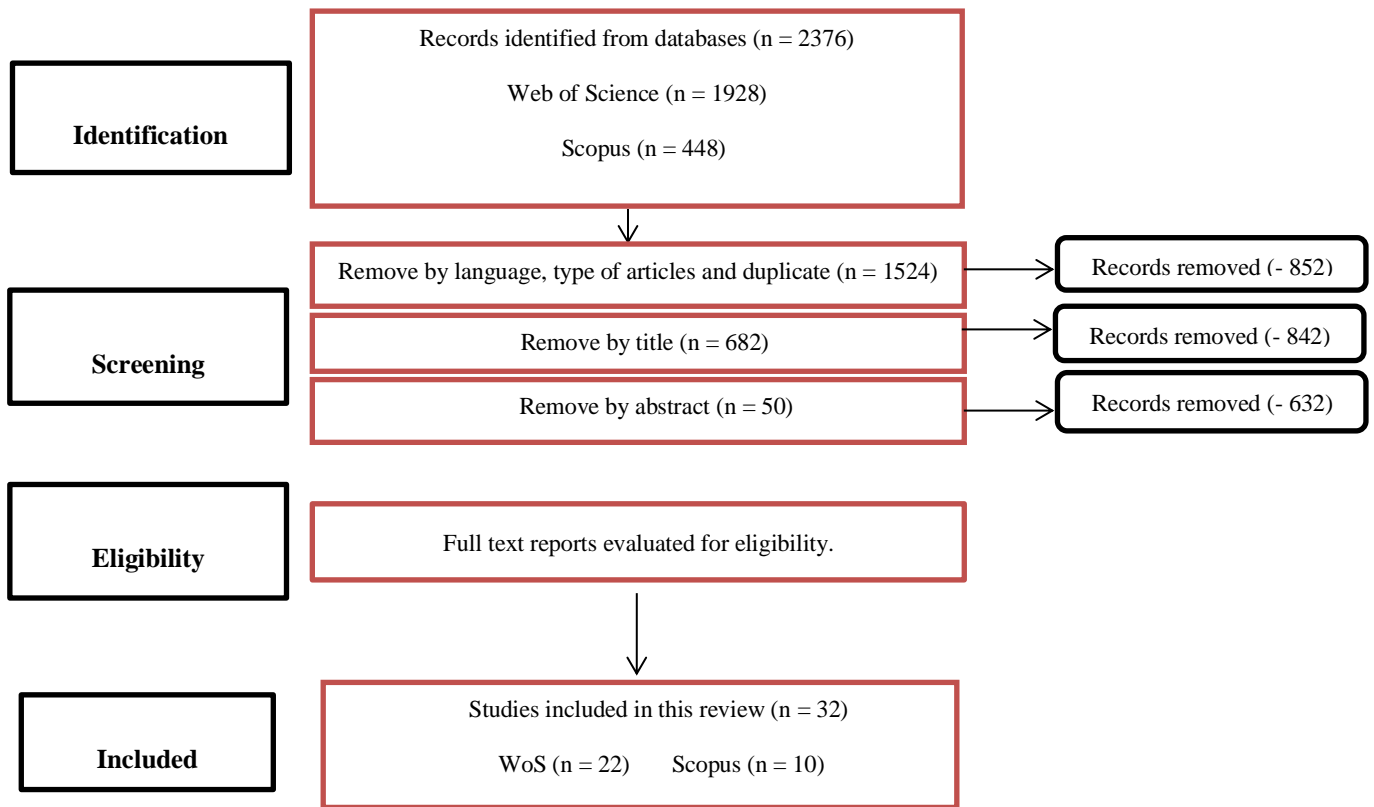 Identification
Records identified from databases (n = 2376)
Web of Science (n = 1928)
Scopus (n = 448)
Screening
Remove by language, type of articles and duplicate (n = 1524)
Records removed (- 852)
Remove by title (n = 682)
Records removed (- 842)
Remove by abstract (n = 50)
Records removed (- 632)
Eligibility
Full text reports evaluated for eligibility.
Included
Studies included in this review (n = 32)
WoS (n = 22) Scopus (n = 10)